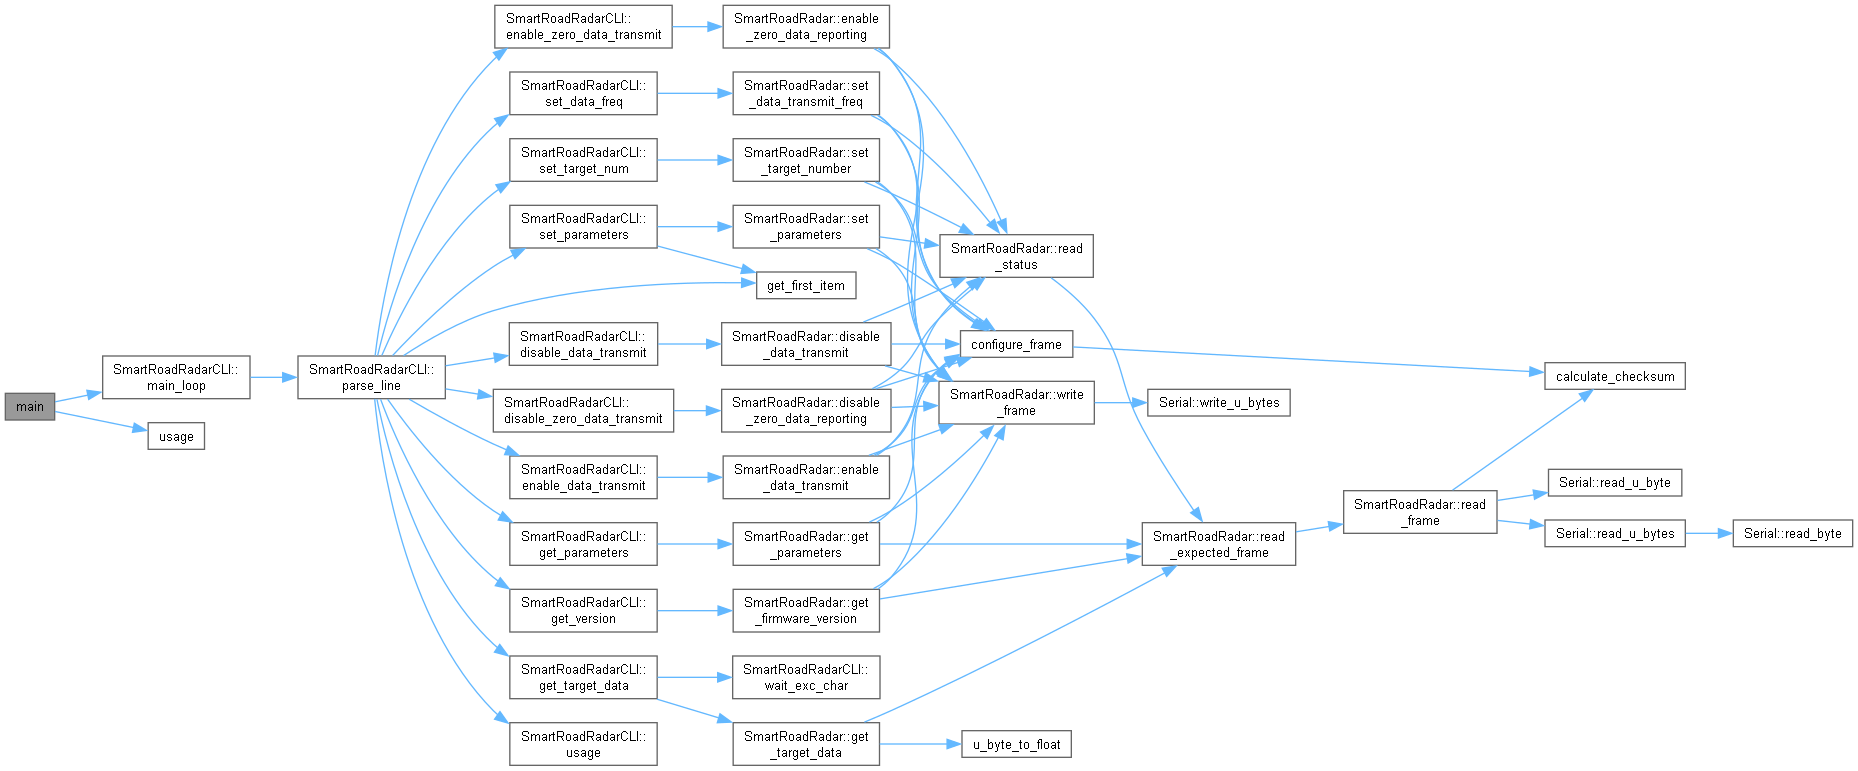 main
SmartRoadRadarCLI::
main_loop
usage
SmartRoadRadarCLI::
parse_line
SmartRoadRadarCLI::
enable_zero_data_transmit
SmartRoadRadarCLI::
set_data_freq
SmartRoadRadarCLI::
set_target_num
SmartRoadRadarCLI::
set_parameters
SmartRoadRadarCLI::
disable_data_transmit
SmartRoadRadarCLI::
disable_zero_data_transmit
SmartRoadRadarCLI::
enable_data_transmit
SmartRoadRadarCLI::
get_parameters
SmartRoadRadarCLI::
get_version
SmartRoadRadarCLI::
get_target_data
SmartRoadRadarCLI::
usage
SmartRoadRadar::enable
_zero_data_reporting
SmartRoadRadar::set
_data_transmit_freq
SmartRoadRadar::set
_target_number
SmartRoadRadar::set
_parameters
get_first_item
SmartRoadRadar::disable
_data_transmit
SmartRoadRadar::disable
_zero_data_reporting
SmartRoadRadar::enable
_data_transmit
SmartRoadRadar::get
_parameters
SmartRoadRadar::get
_firmware_version
SmartRoadRadarCLI::
wait_exc_char
SmartRoadRadar::get
_target_data
SmartRoadRadar::read
_status
configure_frame
SmartRoadRadar::write
_frame
u_byte_to_float
Serial::write_u_bytes
SmartRoadRadar::read
_expected_frame
SmartRoadRadar::read
_frame
calculate_checksum
Serial::read_u_byte
Serial::read_u_bytes
Serial::read_byte